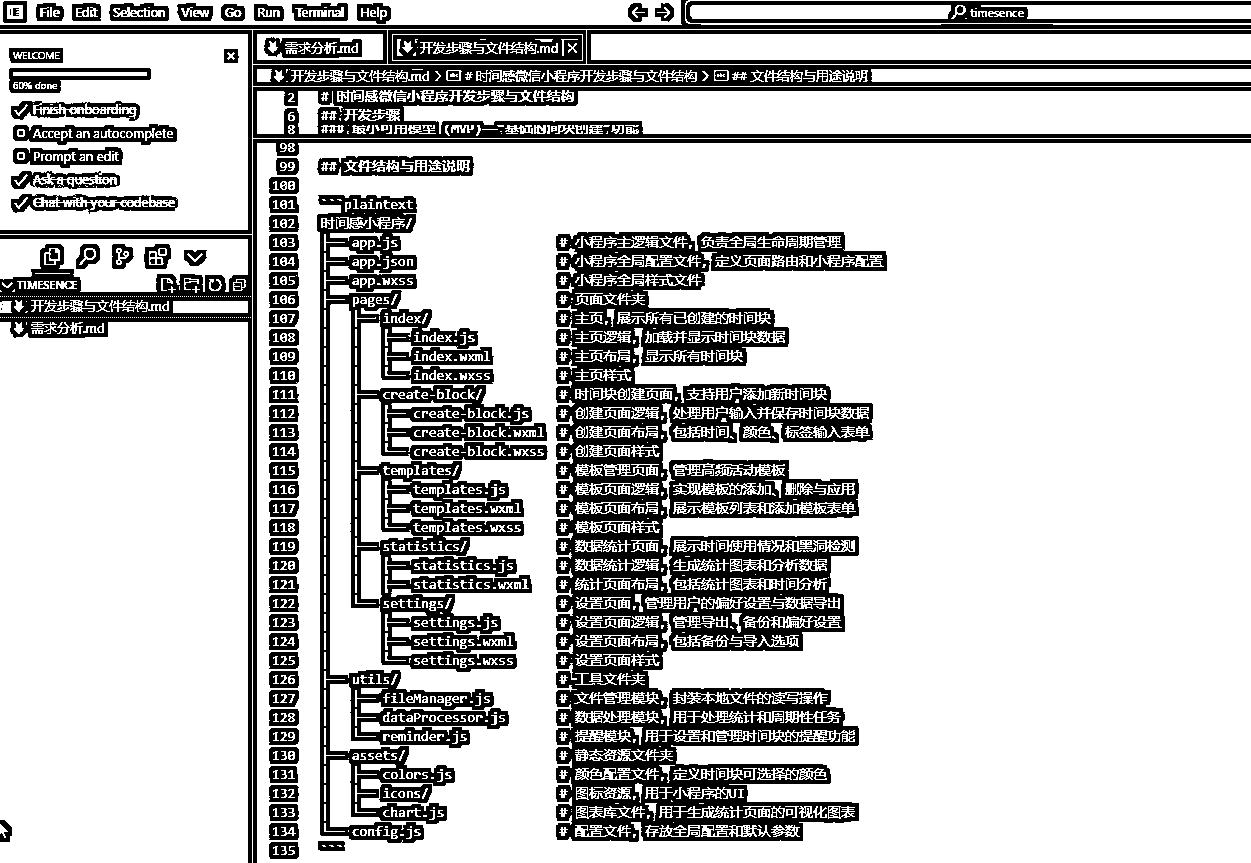 File Edit Selection View Go Run Terminal Help
timesence
WELCOME
60% done
Finish onboarding
Accept an autocomplete
Prompt an edit
Ask a question
Chat with your codebase
TIMESENCE
开发步骤与文件结构.md
需求分析.md
需求分析.md 开发步骤与文件结构.md
开发步骤与文件结构.md > # 时间感微信小程序开发步骤与文件结构 > ## 文件结构与用途说明
2 # 时间感微信小程序开发步骤与文件结构
6 ## 开发步骤
8 ### 最小可用模型 (MVP) — 基础时间块创建 功能
98
99 ## 文件结构与用途说明
100
101 ```plaintext
102 时间感小程序/
103 ├── app.js # 小程序主逻辑文件，负责全局生命周期管理
104 ├── app.json # 小程序全局配置文件，定义页面路由和小程序配置
105 ├── app.wxss # 小程序全局样式文件
106 ├── pages/ # 页面文件夹
107 │ ├── index/ # 主页，展示所有已创建的时间块
108 │ │ ├── index.js # 主页逻辑，加载并显示时间块数据
109 │ │ ├── index.wxml # 主页布局，显示所有时间块
110 │ │ └── index.wxss # 主页样式
111 │ ├── create-block/ # 时间块创建页面，支持用户添加新时间块
112 │ │ ├── create-block.js # 创建页面逻辑，处理用户输入并保存时间块数据
113 │ │ ├── create-block.wxml # 创建页面布局，包括时间、颜色、标签输入表单
114 │ │ └── create-block.wxss # 创建页面样式
115 │ ├── templates/ # 模板管理页面，管理高频活动模板
116 │ │ ├── templates.js # 模板页面逻辑，实现模板的添加、删除与应用
117 │ │ ├── templates.wxml # 模板页面布局，展示模板列表和添加模板表单
118 │ │ └── templates.wxss # 模板页面样式
119 │ ├── statistics/ # 数据统计页面，展示时间使用情况和黑洞检测
120 │ │ ├── statistics.js # 数据统计逻辑，生成统计图表和分析数据
121 │ │ └── statistics.wxml # 统计页面布局，包括统计图表和时间分析
122 │ └── settings/ # 设置页面，管理用户的偏好设置与数据导出
123 │ ├── settings.js # 设置页面逻辑，管理导出、备份和偏好设置
124 │ ├── settings.wxml # 设置页面布局，包括备份与导入选项
125 │ └── settings.wxss # 设置页面样式
126 ├── utils/ # 工具文件夹
127 │ ├── fileManager.js # 文件管理模块，封装本地文件的读写操作
128 │ ├── dataProcessor.js # 数据处理模块，用于处理统计和周期性任务
129 │ └── reminder.js # 提醒模块，用于设置和管理时间块的提醒功能
130 ├── assets/ # 静态资源文件夹
131 │ ├── colors.js # 颜色配置文件，定义时间块可选择的颜色
132 │ ├── icons/ # 图标资源，用于小程序的UI
133 │ └── chart.js # 图表库文件，用于生成统计页面的可视化图表
134 └── config.js # 配置文件，存放全局配置和默认参数
135 ```